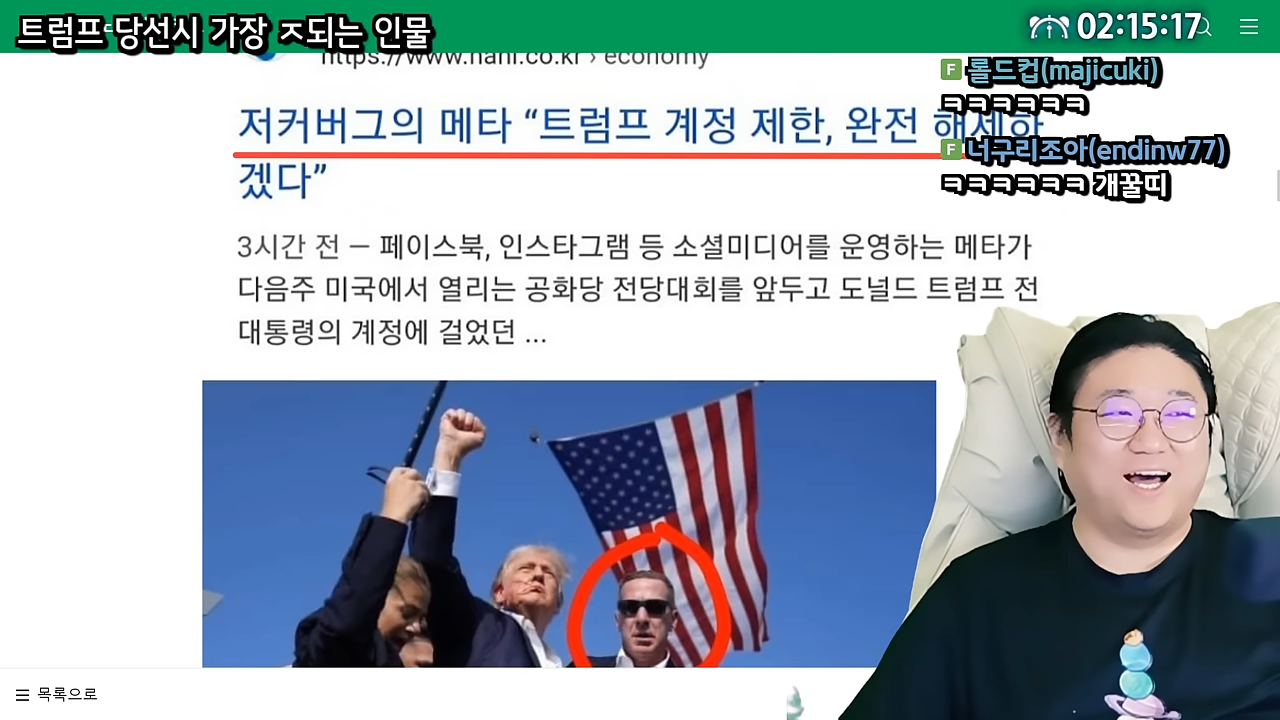 트럼프 당선시 가장 ㅈ되는 인물
02:15:17
https://www.hani.co.kr › economy
F 롤드컵(majicuki)
ㅋㅋㅋㅋㅋㅋ
F 너구리조아(endinw77)
ㅋㅋㅋㅋㅋㅋ 개꿀띠
저커버그의 메타 “트럼프 계정 제한, 완전 해제하
겠다”
3시간 전 — 페이스북, 인스타그램 등 소셜미디어를 운영하는 메타가
다음주 미국에서 열리는 공화당 전당대회를 앞두고 도널드 트럼프 전
대통령의 계정에 걸었던 ...
목록으로